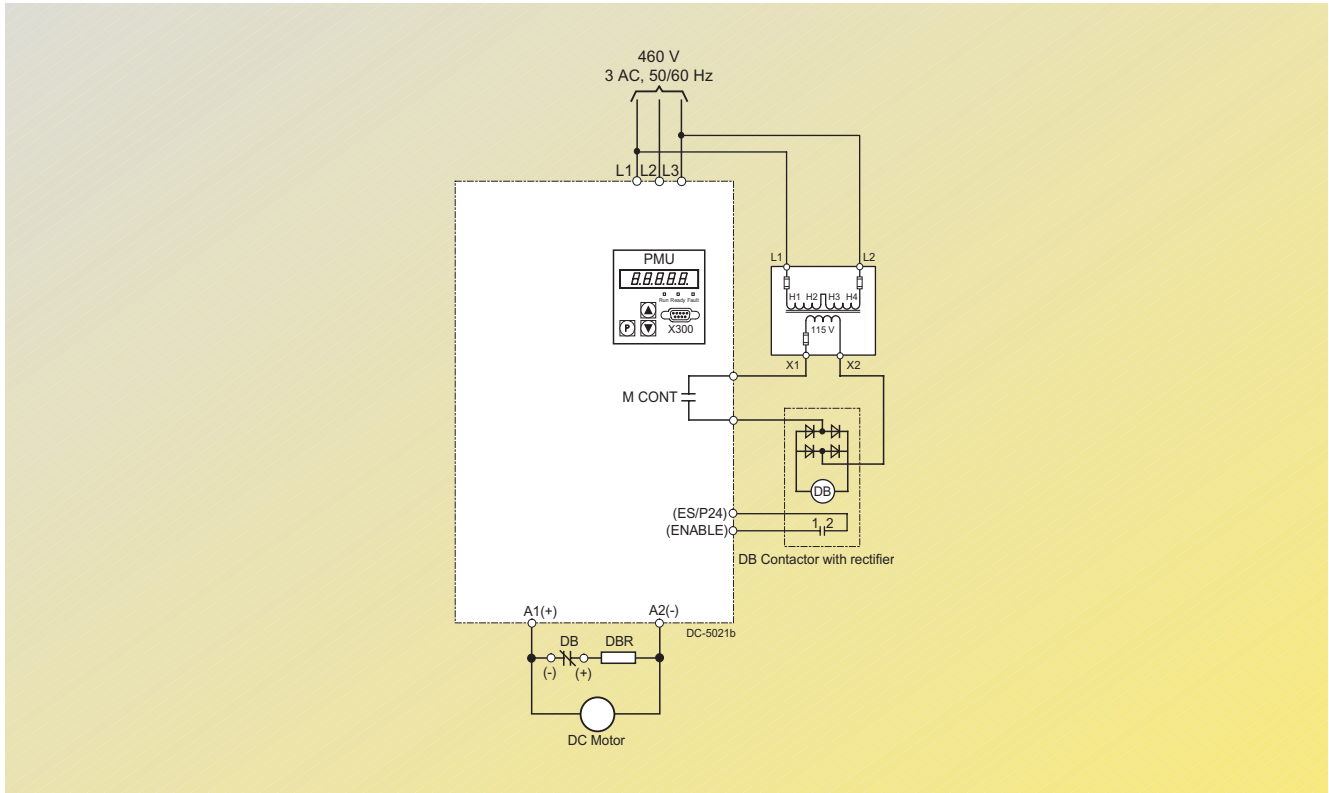 460 V
3 AC, 50/60 Hz
L1 L2 L3
L1 L2
PMU
8.8.8.8.8.
Run Ready Fault
P
X300
H1 H2 H3 H4
115 V
X1 X2
M CONT
DB
(ES/P24)
(ENABLE)
1 2
DB Contactor with rectifier
A1(+) A2(-)
DC-5021b
DB DBR
(-) (+)
DC Motor